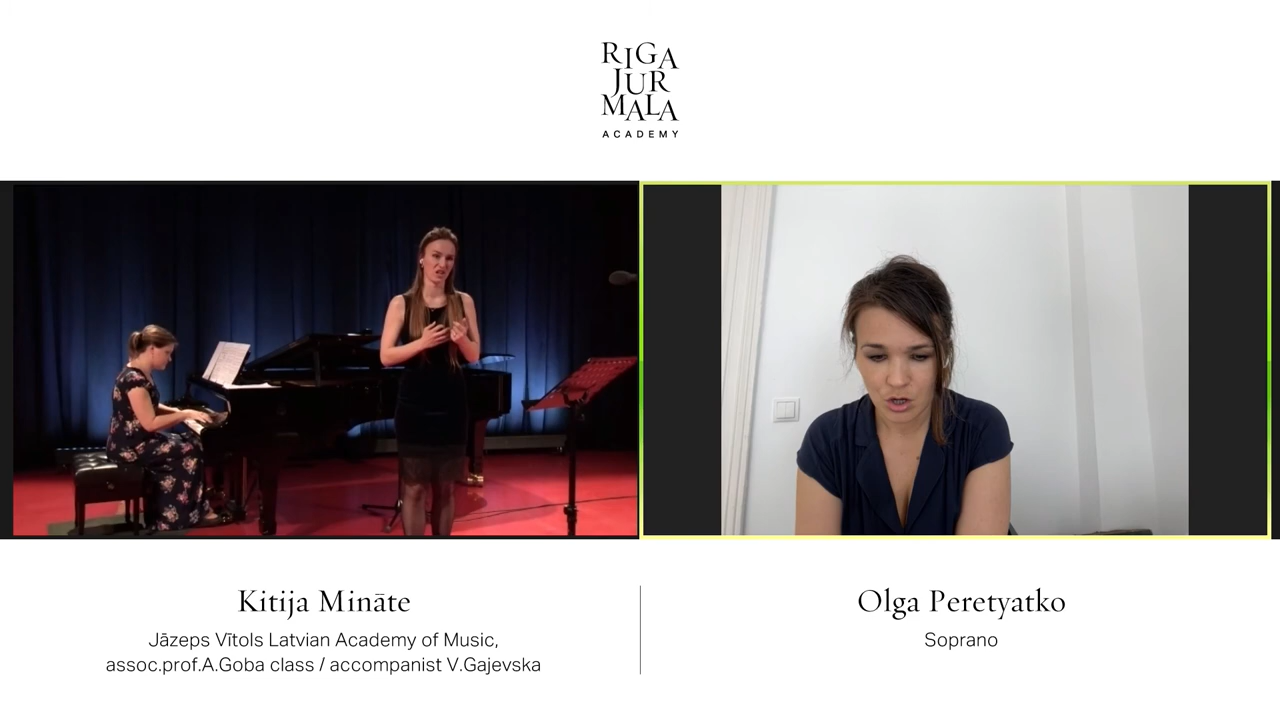 RIGA
JUR
MALA
ACADEMY
Kitija Mināte
Jāzeps Vītols Latvian Academy of Music,
assoc.prof.A.Goba class / accompanist V.Gajevska
Olga Peretyatko
Soprano